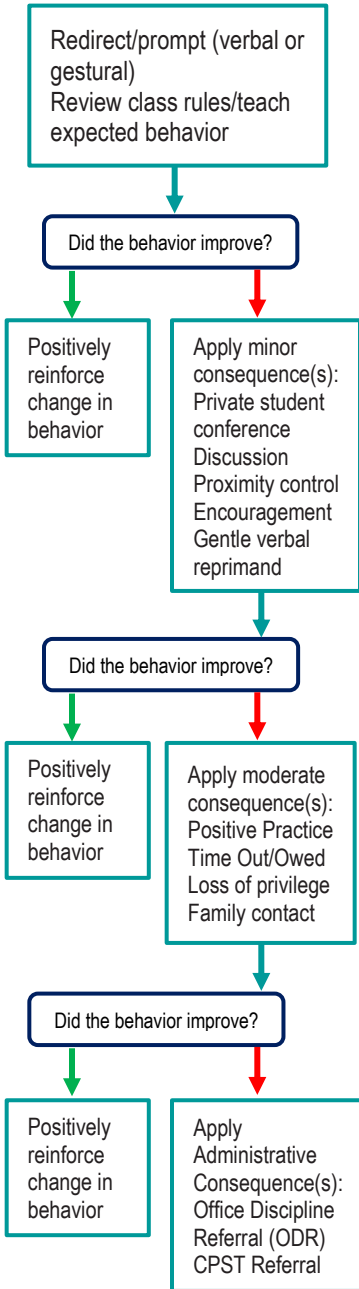 Redirect/prompt (verbal or
gestural)
Review class rules/teach
expected behavior
Did the behavior improve?
Positively
reinforce
change in
behavior
Apply minor
consequence(s):
Private student
conference
Discussion
Proximity control
Encouragement
Gentle verbal
reprimand
Did the behavior improve?
Positively
reinforce
change in
behavior
Apply moderate
consequence(s):
Positive Practice
Time Out/Owed
Loss of privilege
Family contact
Did the behavior improve?
Positively
reinforce
change in
behavior
Apply
Administrative
Consequence(s):
Office Discipline
Referral (ODR)
CPST Referral